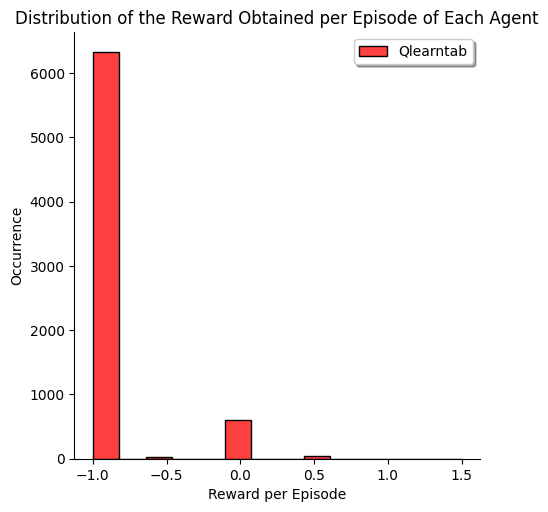 Distribution of the Reward Obtained per Episode of Each Agent
Qlearntab
6000
5000
4000
3000
2000
1000
0
Occurrence
−1.0 −0.5 0.0 0.5 1.0 1.5
Reward per Episode